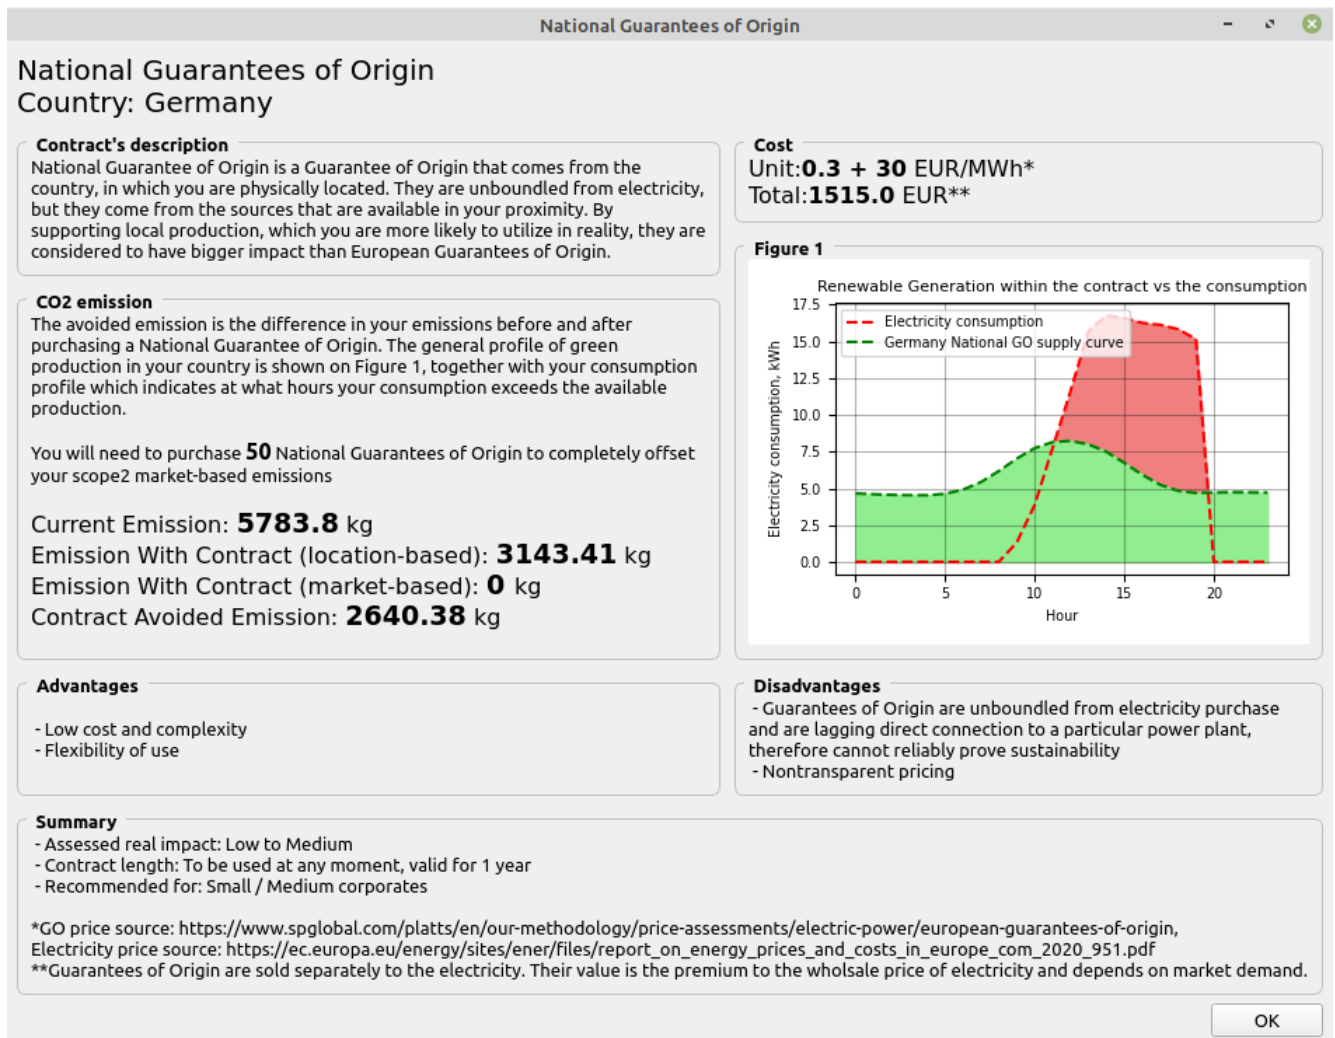 National Guarantees of Origin
National Guarantees of Origin
Country: Germany
Contract's description
National Guarantee of Origin is a Guarantee of Origin that comes from the
country, in which you are physically located. They are unboundled from electricity,
but they come from the sources that are available in your proximity. By
supporting local production, which you are more likely to utilize in reality, they are
considered to have bigger impact than European Guarantees of Origin.
Cost
Unit:0.3 + 30 EUR/MWh*
Total:1515.0 EUR**
CO2 emission
The avoided emission is the difference in your emissions before and after
purchasing a National Guarantee of Origin. The general profile of green
production in your country is shown on Figure 1, together with your consumption
profile which indicates at what hours your consumption exceeds the available
production.
You will need to purchase 50 National Guarantees of Origin to completely offset
your scope2 market-based emissions
Current Emission: 5783.8 kg
Emission With Contract (location-based): 3143.41 kg
Emission With Contract (market-based): 0 kg
Contract Avoided Emission: 2640.38 kg
Figure 1
Renewable Generation within the contract vs the consumption
Electricity consumption
Germany National GO supply curve
Electricity consumption, kWh
17.5
15.0
12.5
10.0
7.5
5.0
2.5
0.0
0 5 10 15 20
Hour
Advantages
- Low cost and complexity
- Flexibility of use
Disadvantages
- Guarantees of Origin are unboundled from electricity purchase
and are lagging direct connection to a particular power plant,
therefore cannot reliably prove sustainability
- Nontransparent pricing
Summary
- Assessed real impact: Low to Medium
- Contract length: To be used at any moment, valid for 1 year
- Recommended for: Small / Medium corporates
*GO price source: https://www.spglobal.com/platts/en/our-methodology/price-assessments/electric-power/european-guarantees-of-origin,
Electricity price source: https://ec.europa.eu/energy/sites/ener/files/report_on_energy_prices_and_costs_in_europe_com_2020_951.pdf
**Guarantees of Origin are sold separately to the electricity. Their value is the premium to the wholsale price of electricity and depends on market demand.
OK